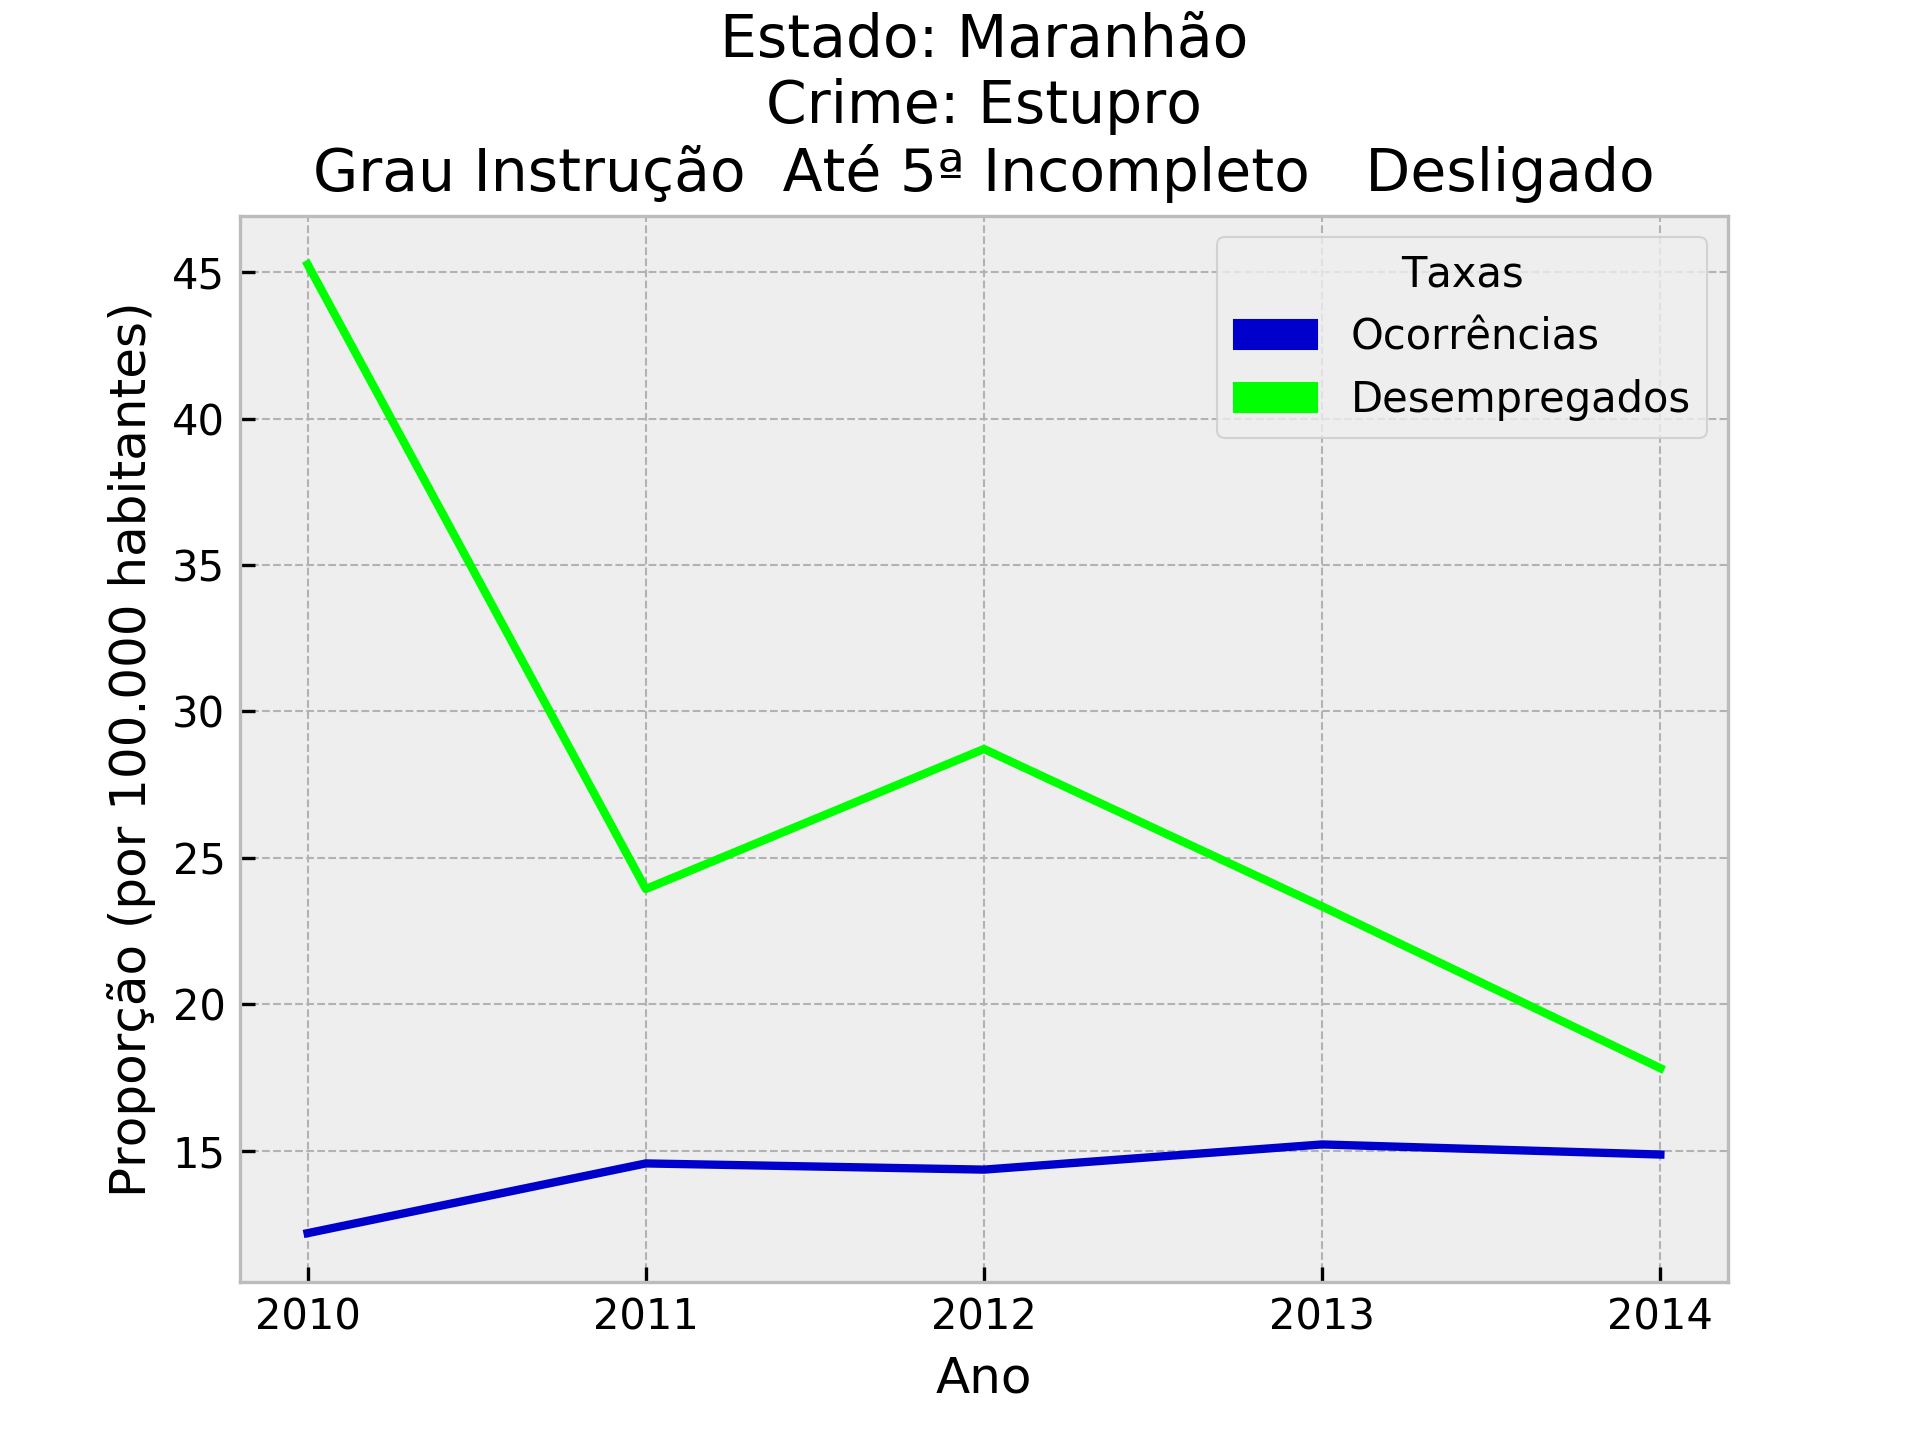 Estado: Maranhão
Crime: Estupro
Grau Instrução  Até 5ª Incompleto   Desligado
Taxas
Ocorrências
Desempregados
Proporção (por 100.000 habitantes)
45
40
35
30
25
20
15
2010 2011 2012 2013 2014
Ano